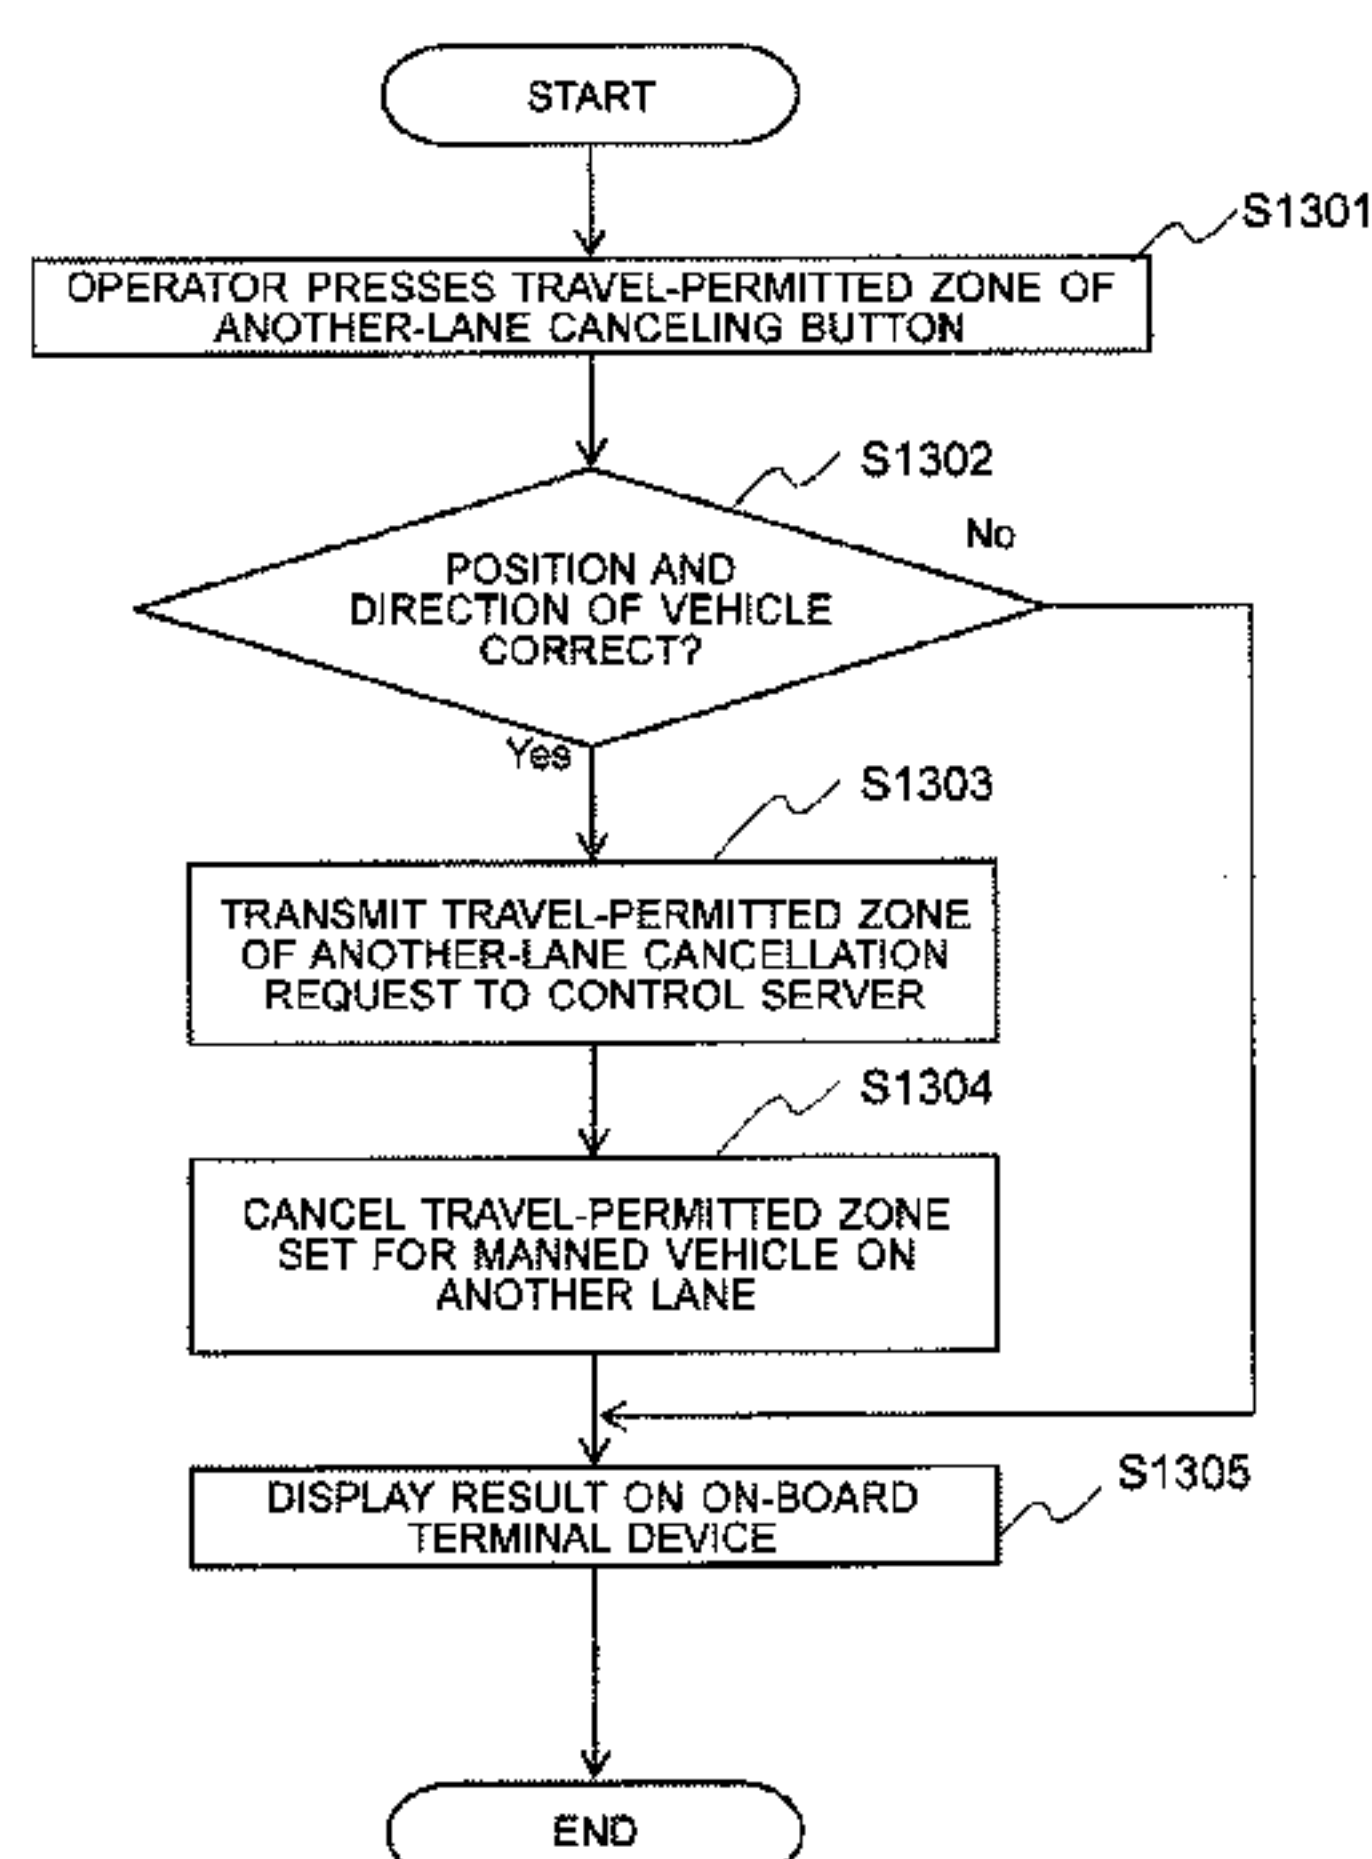 START
S1301
OPERATOR PRESSES TRAVEL-PERMITTED ZONE OF
ANOTHER-LANE CANCELING BUTTON
S1302
No
POSITION AND
DIRECTION OF VEHICLE
CORRECT?
Yes
S1303
TRANSMIT TRAVEL-PERMITTED ZONE
OF ANOTHER-LANE CANCELLATION
REQUEST TO CONTROL SERVER
S1304
CANCEL TRAVEL-PERMITTED ZONE
SET FOR MANNED VEHICLE ON
ANOTHER LANE
S1305
DISPLAY RESULT ON ON-BOARD
TERMINAL DEVICE
END